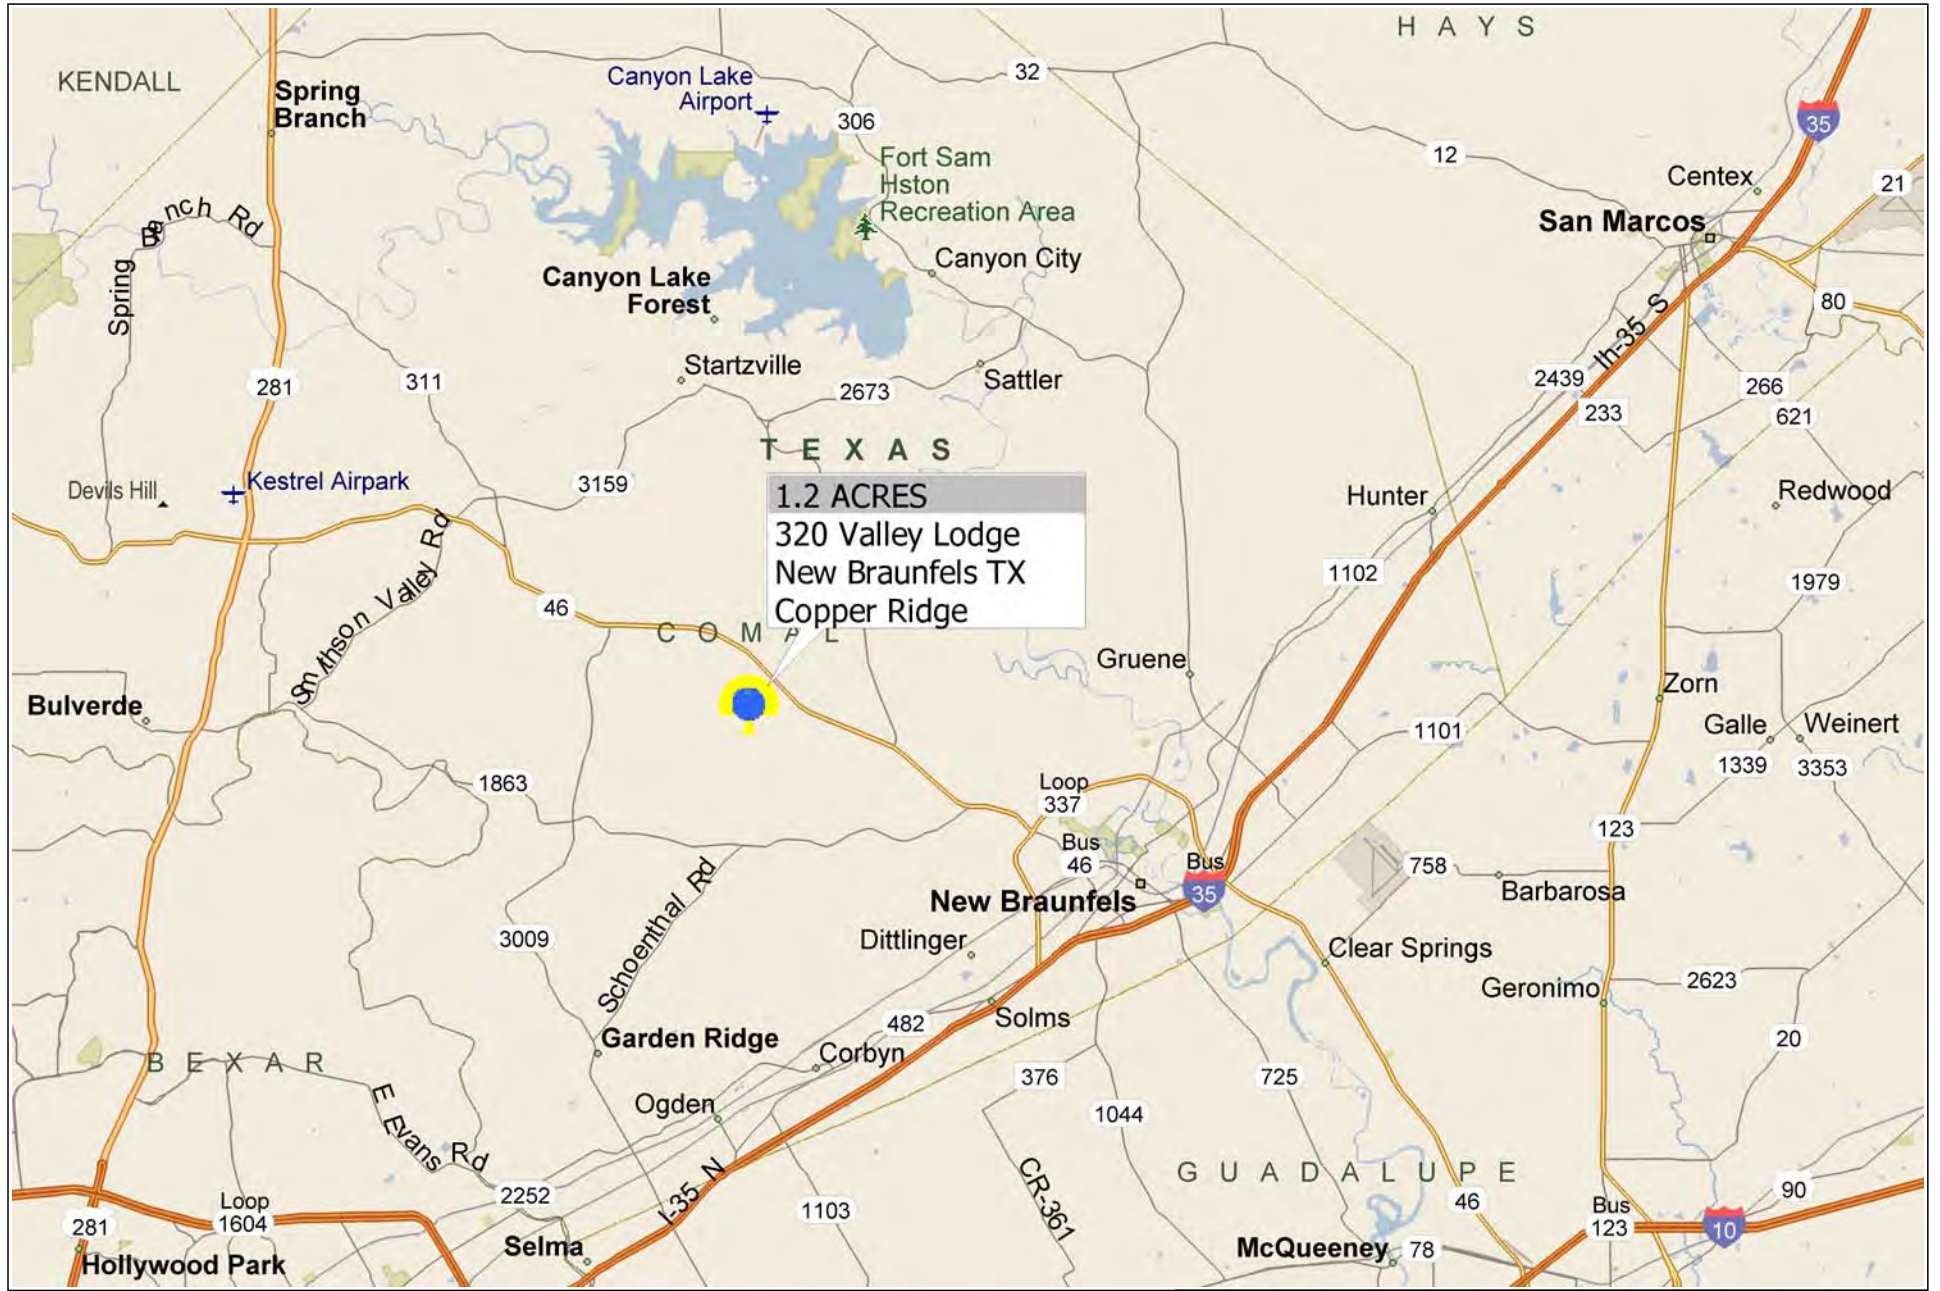 HAYS
KENDALL
Spring
Branch
Canyon Lake
Airport
32
306
35
12
Centex
21
Fort Sam
Hston
Recreation Area
San Marcos
Branch Rd
Spring
Canyon City
Canyon Lake
Forest
80
Ih-35 S
281
311
Startzville
2673
Sattler
2439
233
266
621
TEXAS
Devils Hill
Kestrel Airpark
3159
1.2 ACRES
320 Valley Lodge
New Braunfels TX
Copper Ridge
Hunter
Redwood
1102
1979
Smithson Valley Rd
46
COMAL
Gruene
Zorn
Bulverde
1101
Galle
Weinert
1339
3353
1863
Loop
337
123
Bus
46
Bus
35
758
Barbarosa
New Braunfels
Schoenthal Rd
3009
Dittlinger
Clear Springs
Geronimo
2623
482
Solms
Garden Ridge
Corbyn
20
BEXAR
376
725
Ogden
1044
E Evans Rd
I-35 N
CR-361
GUADALUPE
2252
1103
46
90
Loop
1604
281
Bus
123
10
Hollywood Park
Selma
McQueeney
78